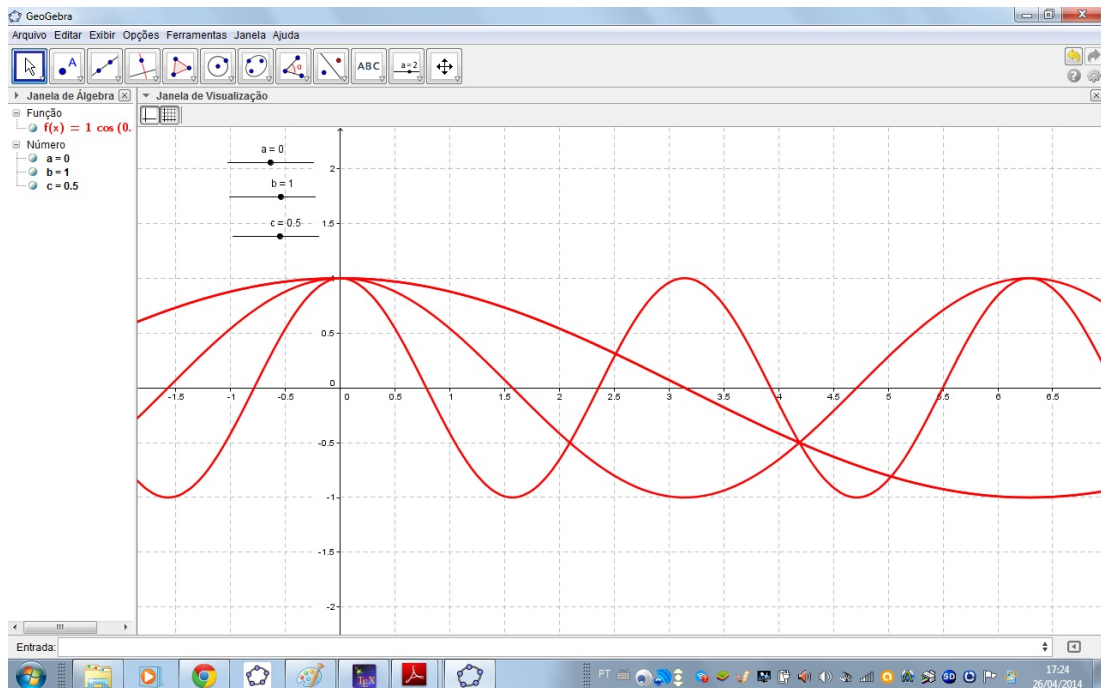 GeoGebra
Arquivo Editar Exibir Opções Ferramentas Janela Ajuda
ABC
a=2
Janela de Álgebra
Janela de Visualização
Função
f(x) = 1 cos (0.
Número
a = 0
b = 1
c = 0.5
a = 0
b = 1
c = 0.5
2
1.5
1
0.5
0
-0.5
-1
-1.5
-2
-1.5 -1 -0.5 0 0.5 1 1.5 2 2.5 3 3.5 4 4.5 5 5.5 6 6.5
Entrada:
PT
17:24
26/04/2014